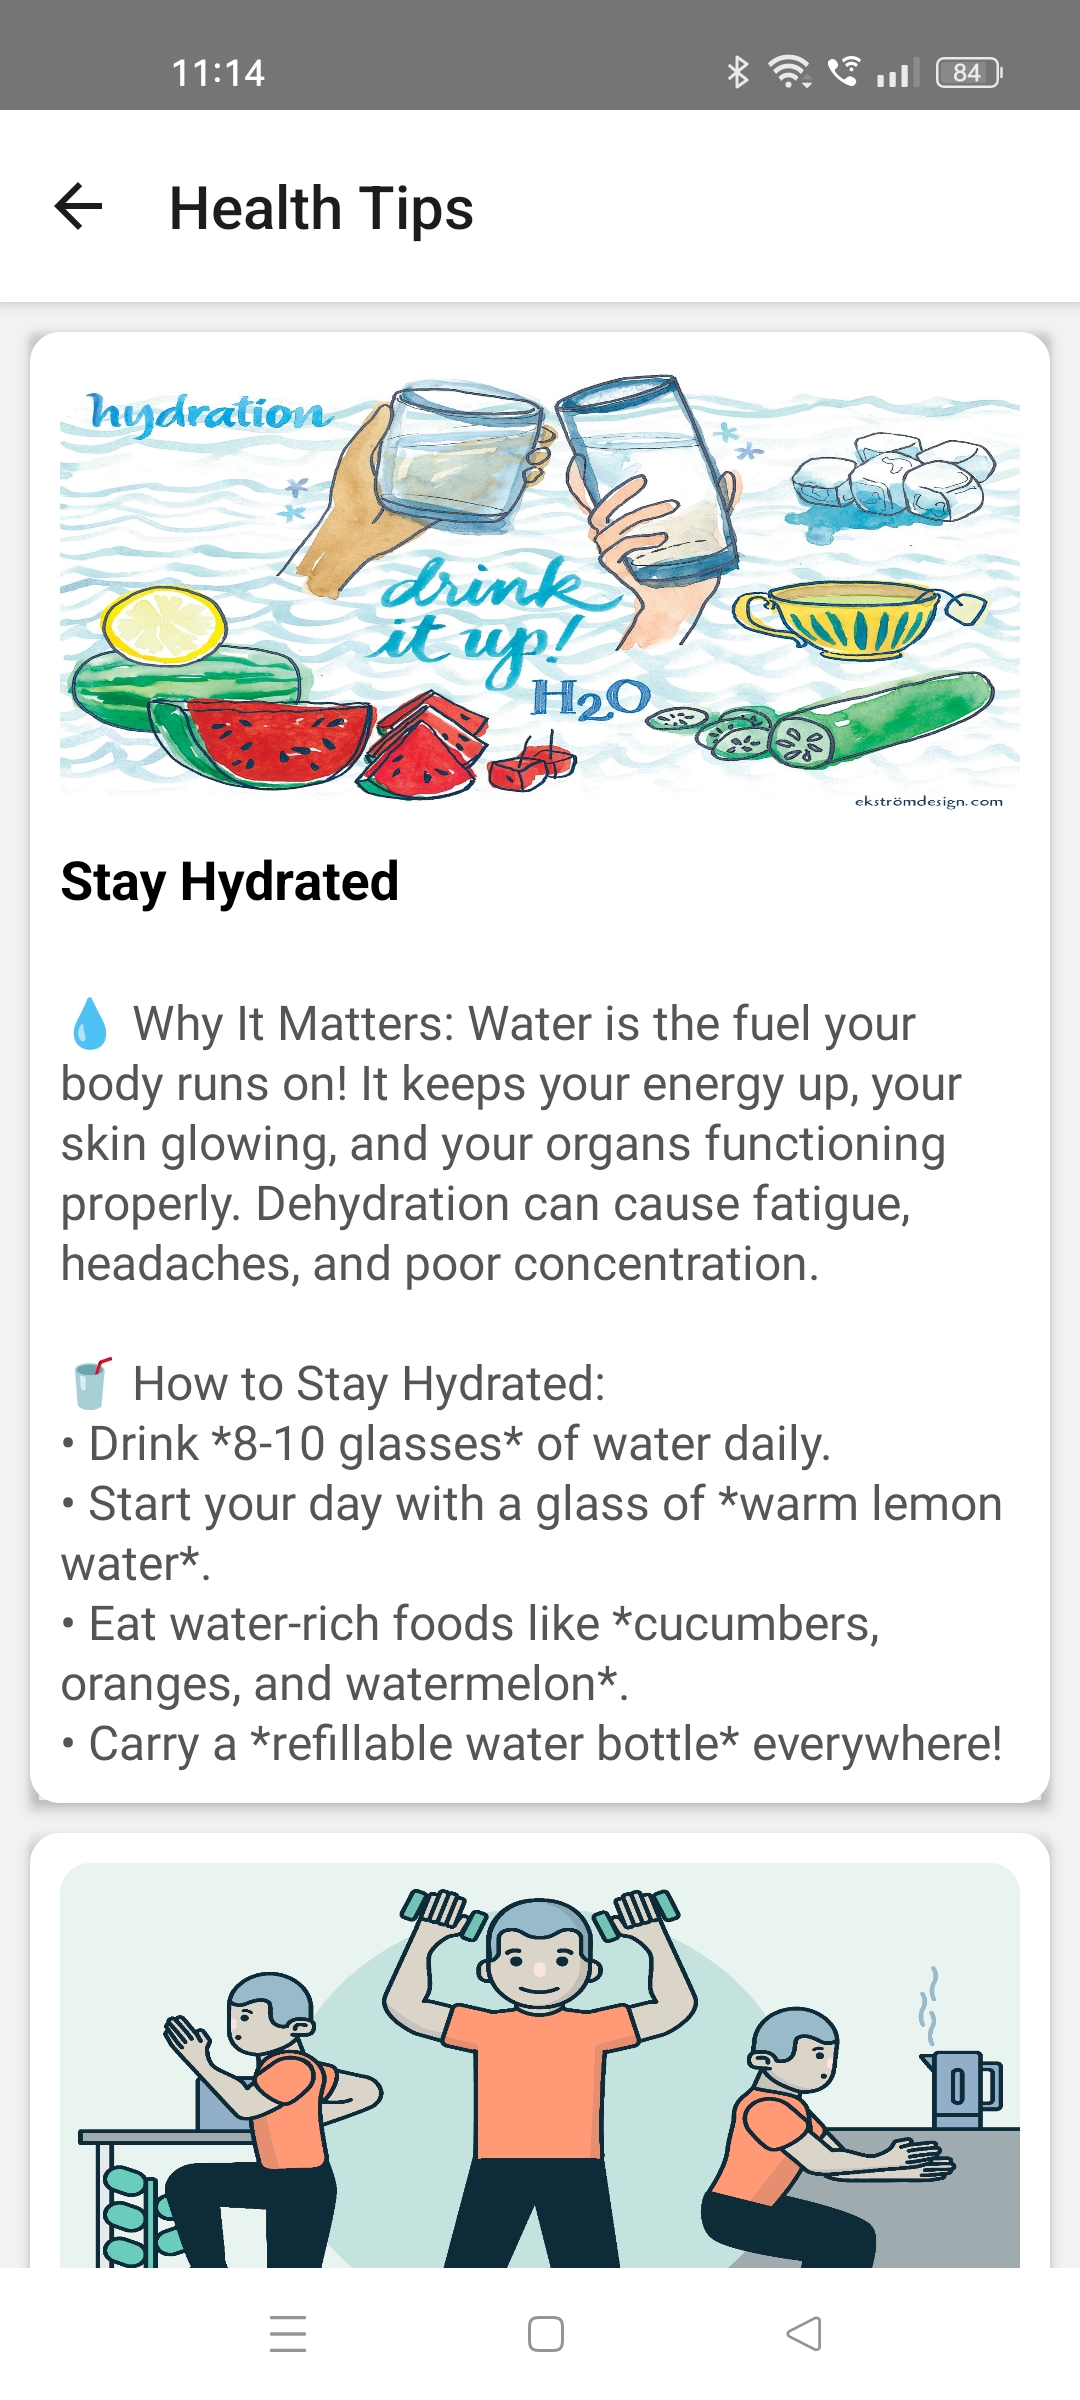 11:14
84
Health Tips
hydration
drink
it up!
H2O
ekströmdesign.com
Stay Hydrated
💧 Why It Matters: Water is the fuel your
body runs on! It keeps your energy up, your
skin glowing, and your organs functioning
properly. Dehydration can cause fatigue,
headaches, and poor concentration.
🥤 How to Stay Hydrated:
• Drink *8-10 glasses* of water daily.
• Start your day with a glass of *warm lemon
water*.
• Eat water-rich foods like *cucumbers,
oranges, and watermelon*.
• Carry a *refillable water bottle* everywhere!